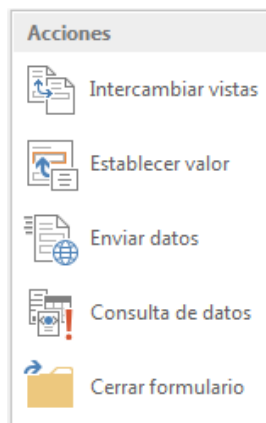 Acciones
Intercambiar vistas
Establecer valor
Enviar datos
Consulta de datos
Cerrar formulario